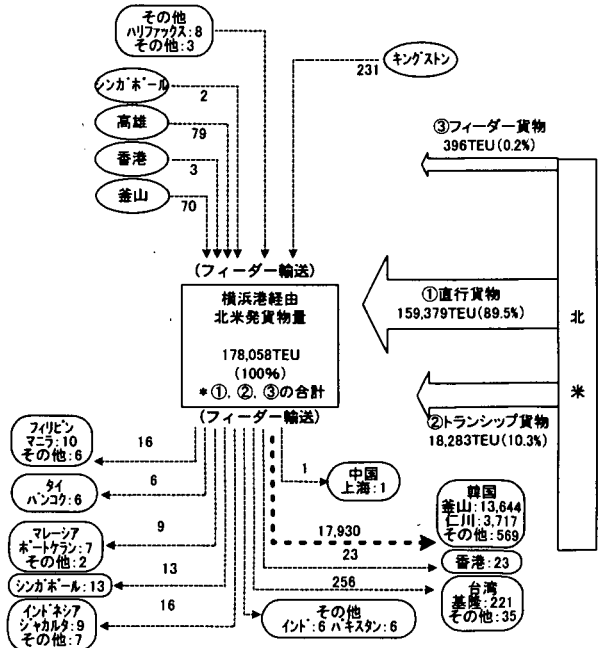 その他
ハリファックス:8
その他:3
キングストン
231
シンガポール
2
高雄
79
香港
3
釜山
70
(フィーダー輸送)
横浜港経由
北米発貨物量
178,058TEU
(100%)
*①,②,③の合計
(フィーダー輸送)
③フィーダー貨物
396TEU(0.2%)
①直行貨物
159,379TEU(89.5%)
②トランシップ貨物
18,283TEU(10.3%)
北
米
フィリピン
マニラ:10
その他:6
16
タイ
バンコク:6
6
マレーシア
ポートケラン:7
その他:2
9
シンガポール:13
13
インドネシア
ジャカルタ:9
その他:7
16
その他
インド:6 パキスタン:6
1
中国
上海:1
17,930
韓国
釜山:13,644
仁川:3,717
その他:569
23
香港:23
256
台湾
基隆:221
その他:35